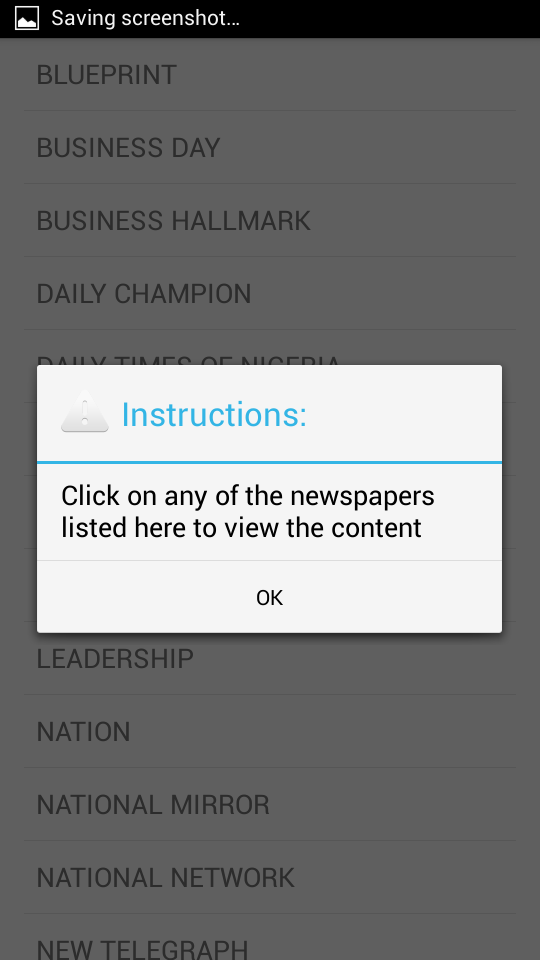 Saving screenshot...
BLUEPRINT
BUSINESS DAY
BUSINESS HALLMARK
DAILY CHAMPION
DAILY TIMES OF NIGERIA
Instructions:
Click on any of the newspapers
listed here to view the content
OK
LEADERSHIP
NATION
NATIONAL MIRROR
NATIONAL NETWORK
NEW TELEGRAPH